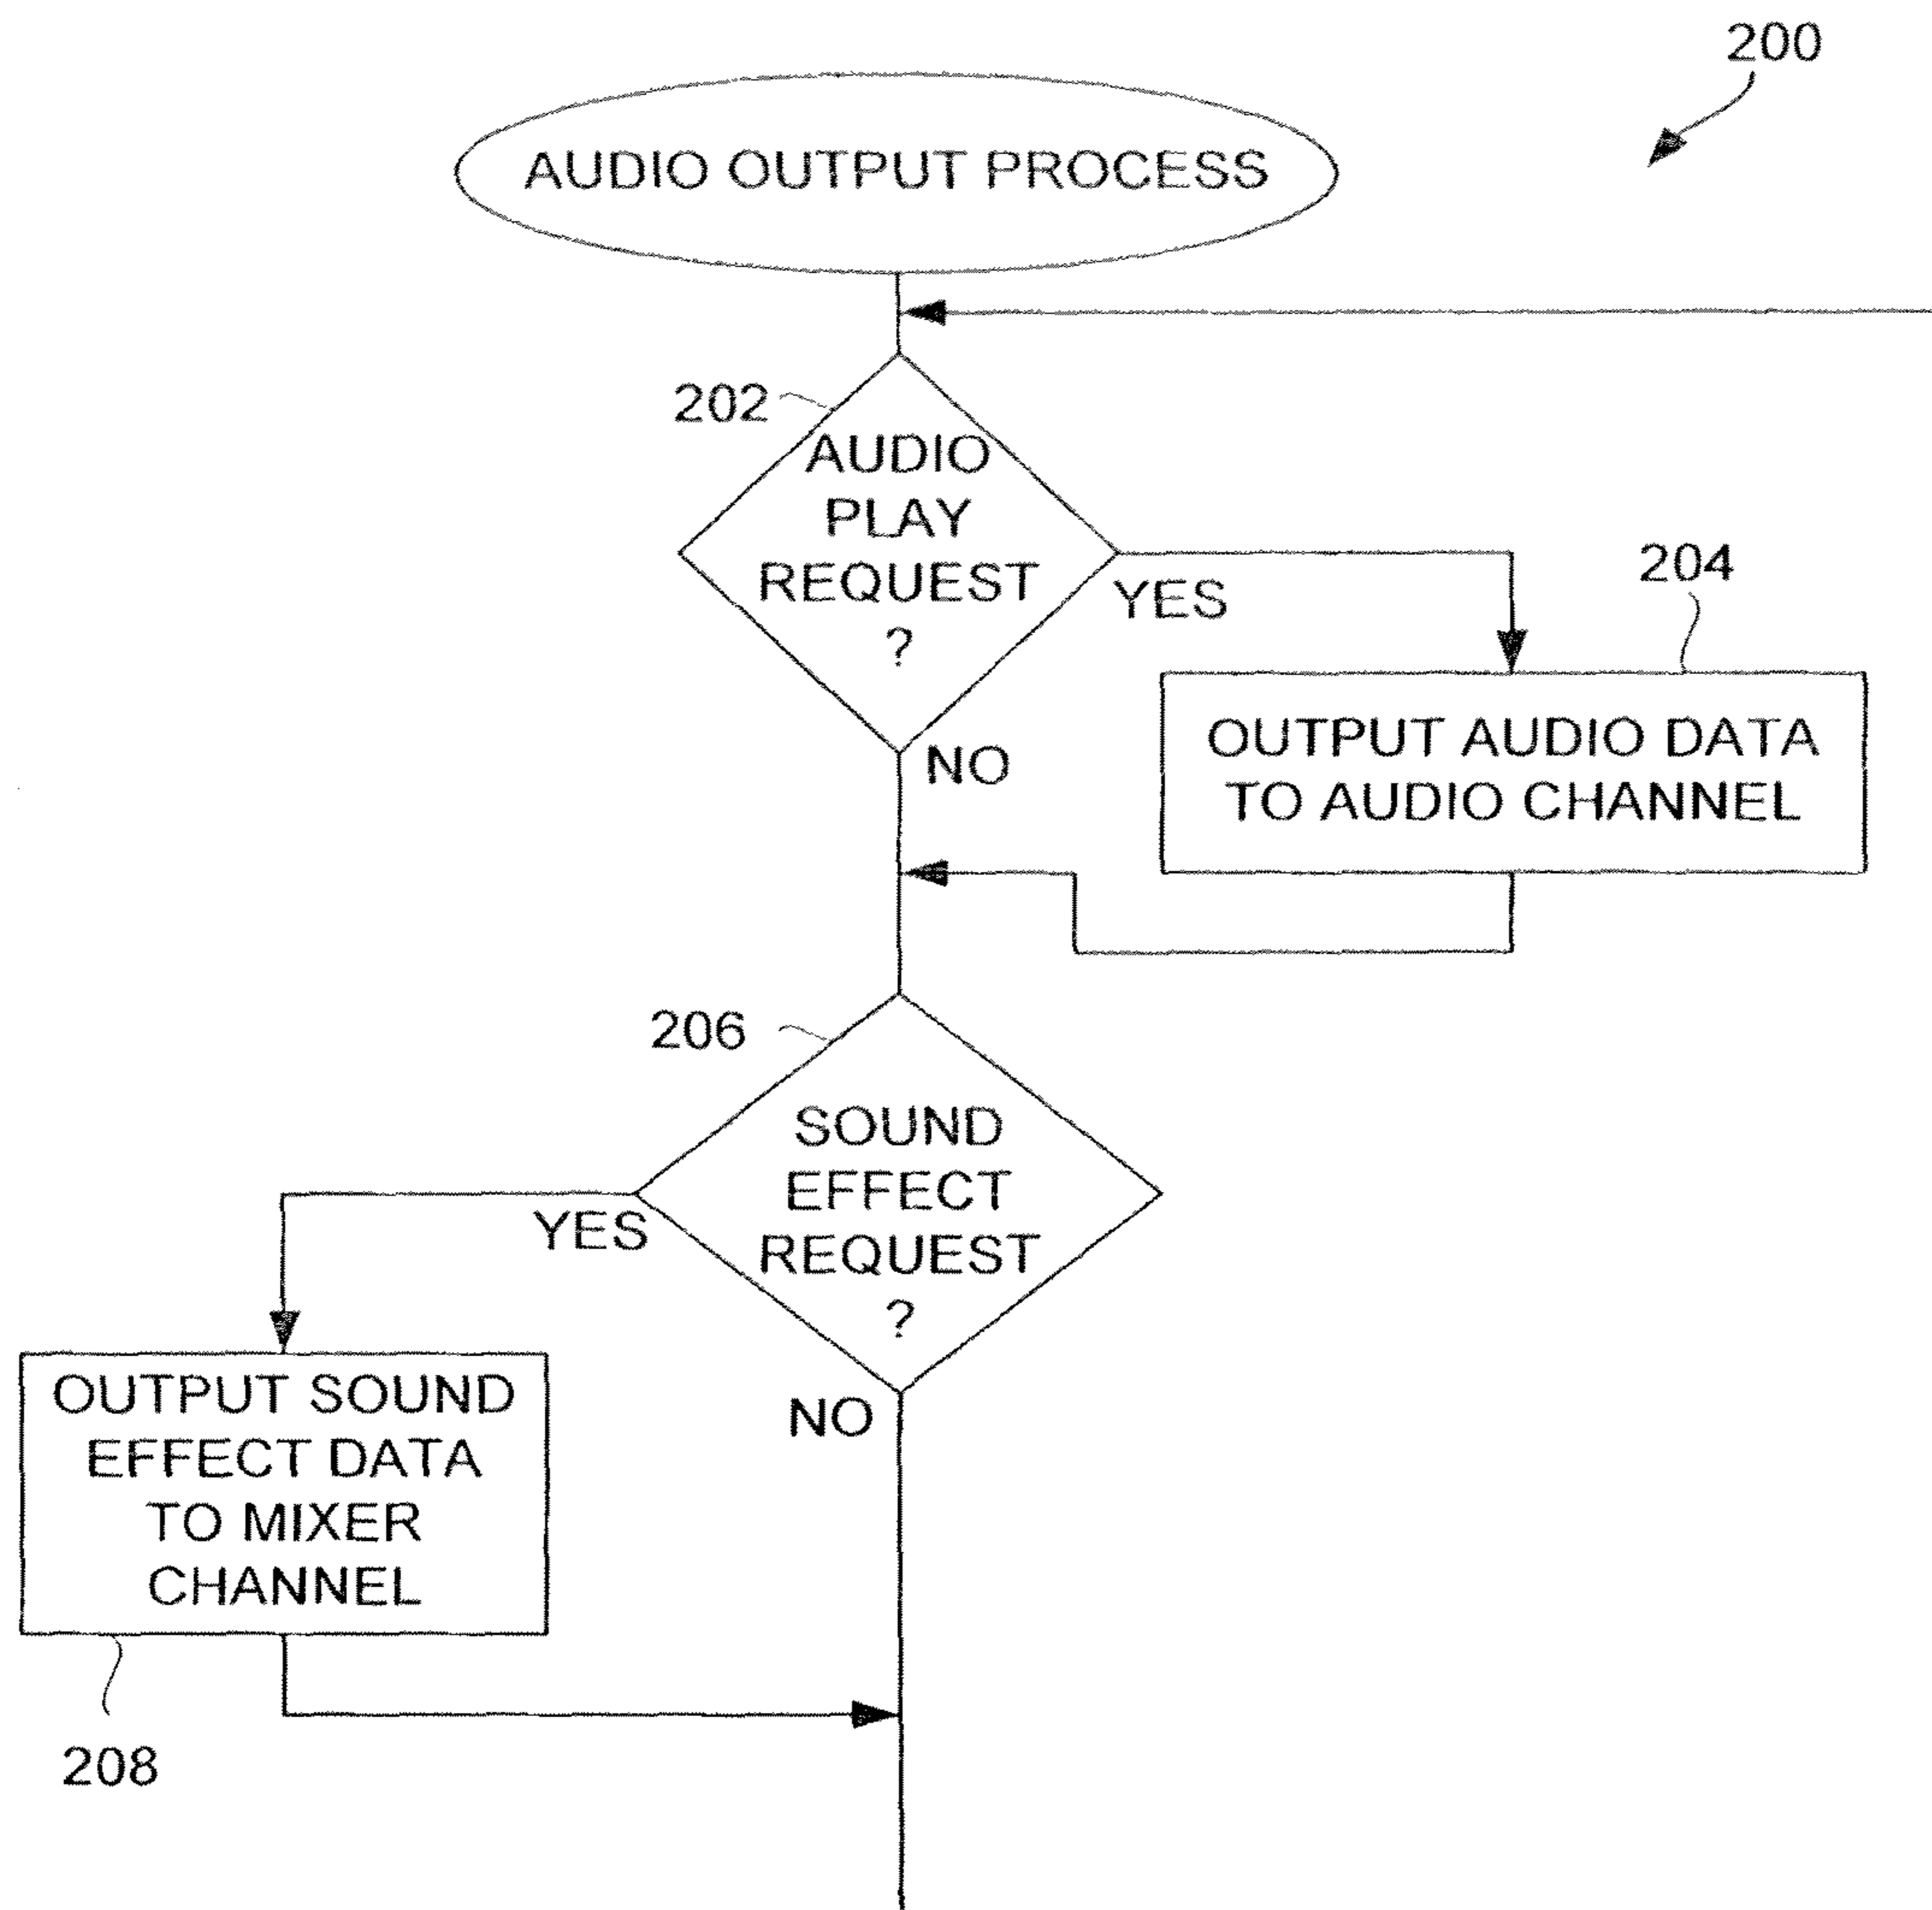 200
AUDIO OUTPUT PROCESS
202
AUDIO
PLAY
REQUEST
?
YES
204
NO
OUTPUT AUDIO DATA
TO AUDIO CHANNEL
206
SOUND
EFFECT
REQUEST
?
YES
NO
OUTPUT SOUND
EFFECT DATA
TO MIXER
CHANNEL
208